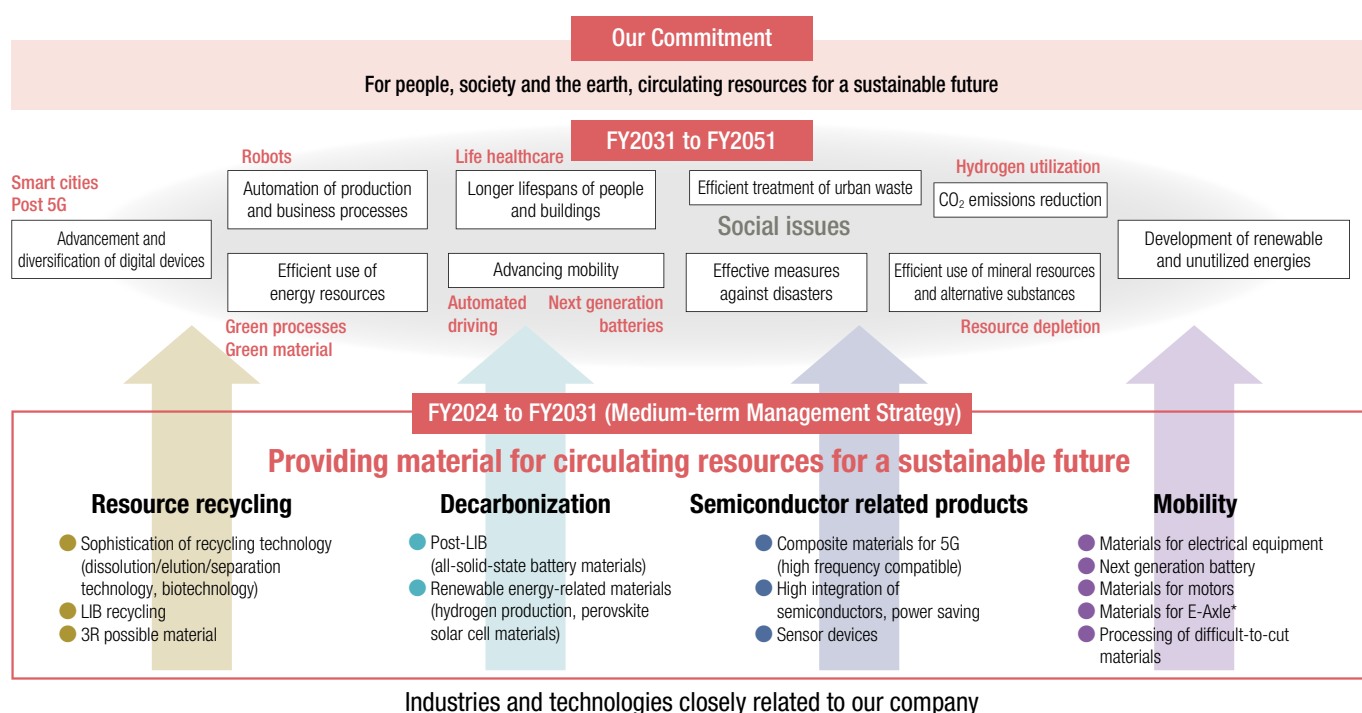 Our Commitment
For people, society and the earth, circulating resources for a sustainable future
FY2031 to FY2051
Smart cities
Post 5G
Advancement and
diversification of digital devices
Robots
Automation of production
and business processes
Efficient use of
energy resources
Green processes
Green material
Life healthcare
Longer lifespans of people
and buildings
Advancing mobility
Automated
driving
Next generation
batteries
Efficient treatment of urban waste
Social issues
Effective measures
against disasters
Hydrogen utilization
CO₂ emissions reduction
Efficient use of mineral resources
and alternative substances
Resource depletion
Development of renewable
and unutilized energies
FY2024 to FY2031 (Medium-term Management Strategy)
Providing material for circulating resources for a sustainable future
Resource recycling
Sophistication of recycling technology
(dissolution/elution/separation
technology, biotechnology)
LIB recycling
3R possible material
Decarbonization
Post-LIB
(all-solid-state battery materials)
Renewable energy-related materials
(hydrogen production, perovskite
solar cell materials)
Semiconductor related products
Composite materials for 5G
(high frequency compatible)
High integration of
semiconductors, power saving
Sensor devices
Mobility
Materials for electrical equipment
Next generation battery
Materials for motors
Materials for E-Axle*
Processing of difficult-to-cut
materials
Industries and technologies closely related to our company